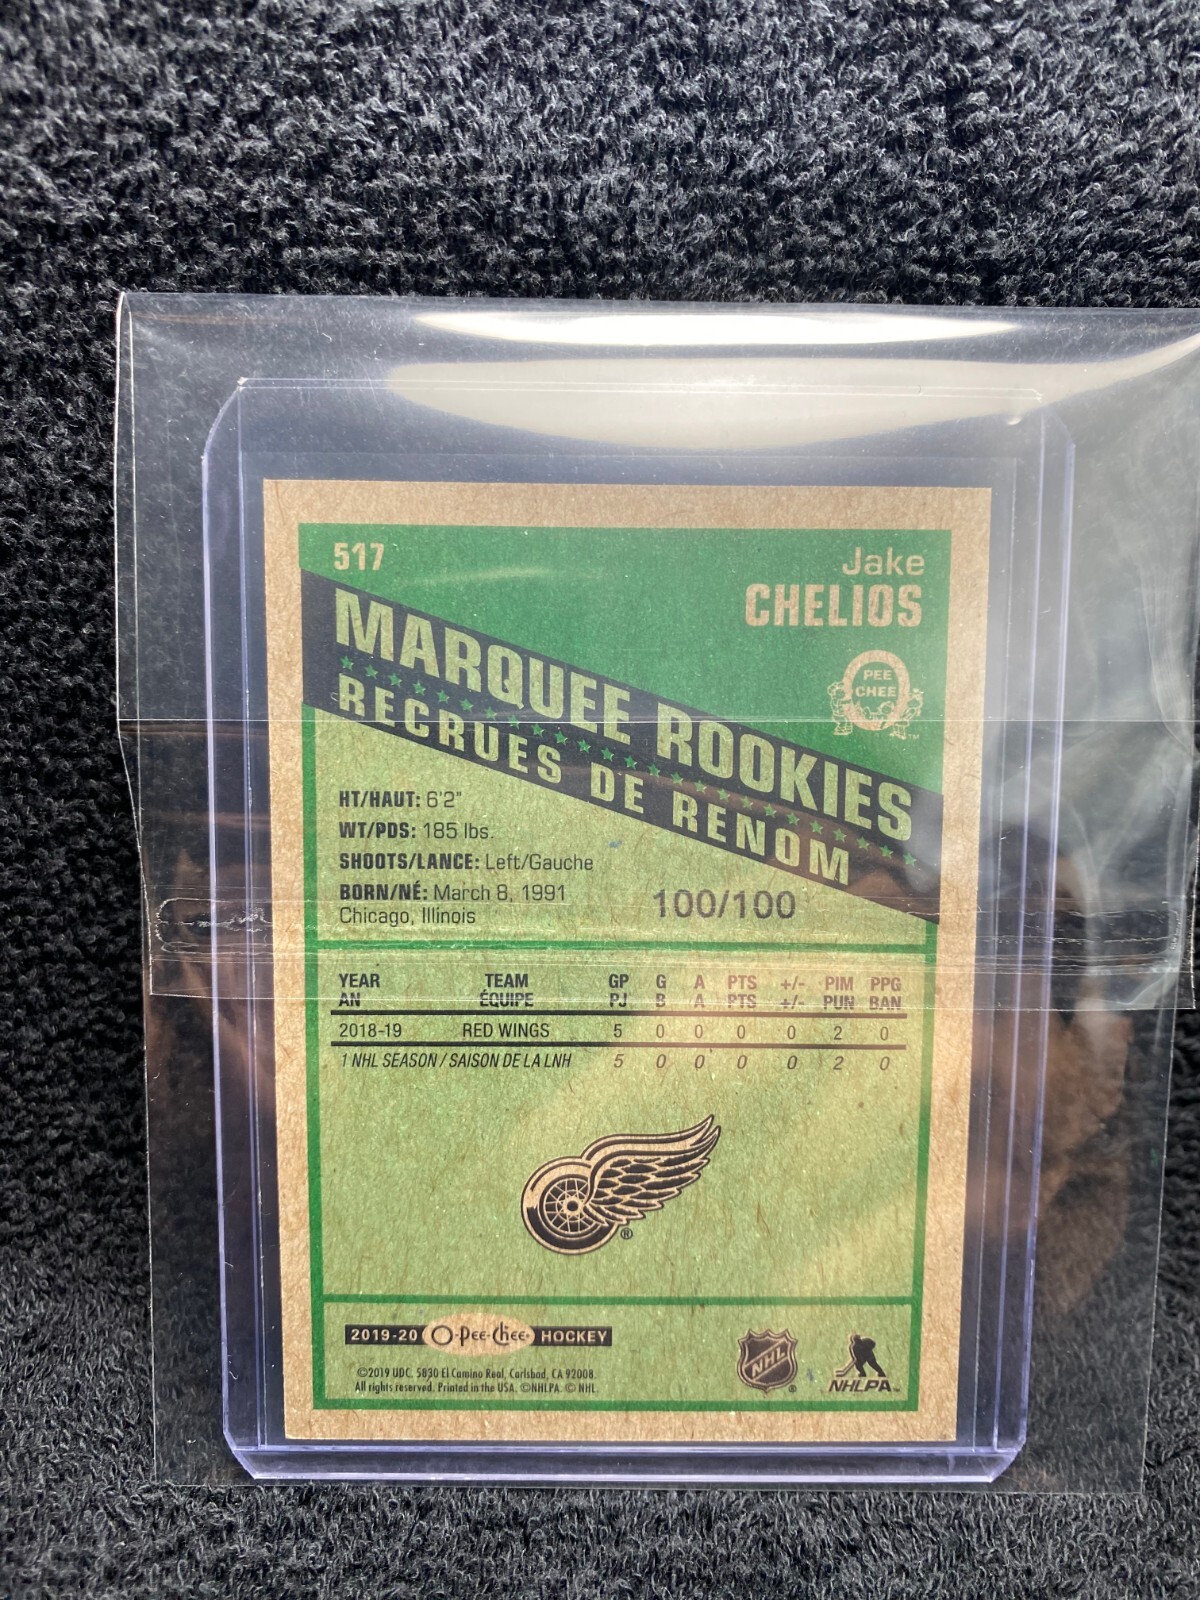 517
Jake
CHELIOS
PEE
CHEE
TM
MARQUEE ROOKIES
RECRUES DE RENOM
HT/HAUT: 6'2"
WT/PDS: 185 lbs.
SHOOTS/LANCE: Left/Gauche
BORN/NÉ: March 8, 1991
Chicago, Illinois
100/100
YEAR TEAM GP G A PTS +/- PIM PPG
AN ÉQUIPE PJ B A PTS +/- PUN BAN
2018-19 RED WINGS 5 0 0 0 0 2 0
1 NHL SEASON / SAISON DE LA LNH 5 0 0 0 0 2 0
®
2019-20 O-Pee-Chee HOCKEY
©2019 UDC. 5830 El Camino Real, Carlsbad, CA 92008.
All rights reserved. Printed in the USA. ©NHLPA. © NHL.
NHL ®
NHLPA™